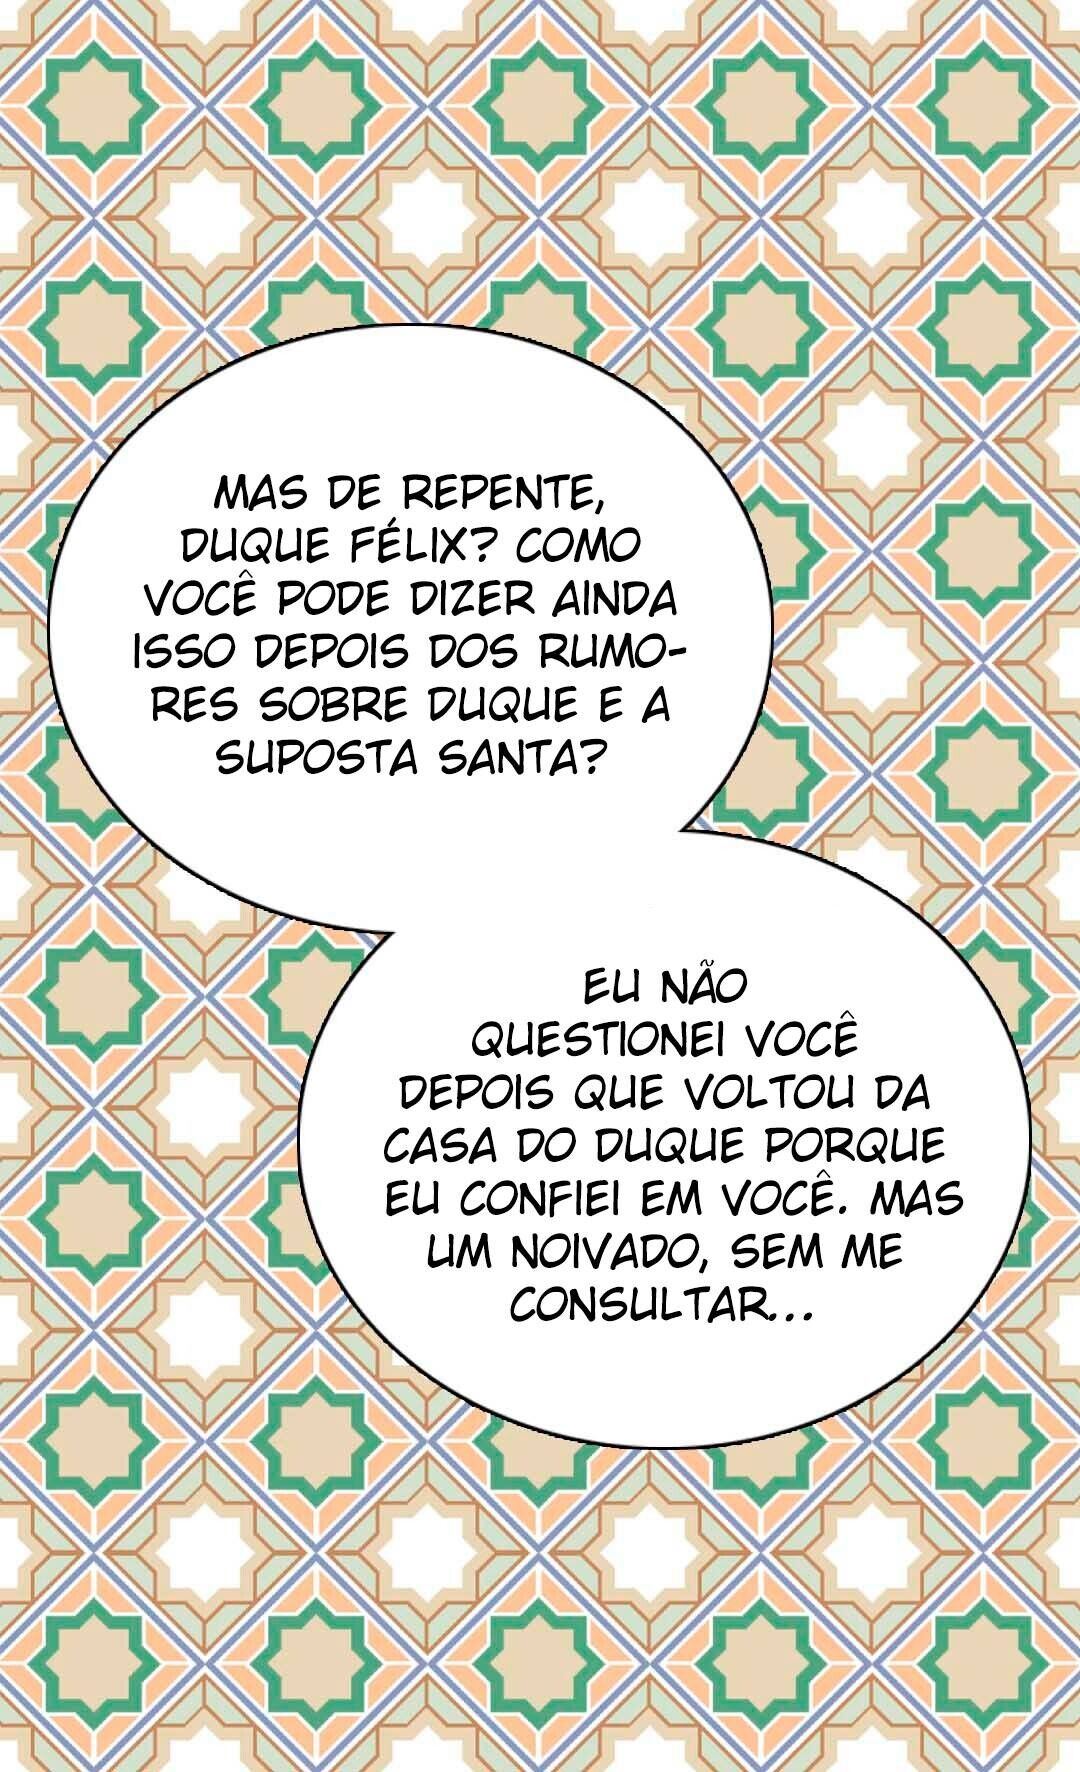 MAS DE REPENTE,
DUQUE FÉLIX? COMO
VOCÊ PODE DIZER AINDA
ISSO DEPOIS DOS RUMO-
RES SOBRE DUQUE E A
SUPOSTA SANTA?
EU NÃO
QUESTIONEI VOCÊ
DEPOIS QUE VOLTOU DA
CASA DO DUQUE PORQUE
EU CONFIEI EM VOCÊ. MAS
UM NOIVADO, SEM ME
CONSULTAR...